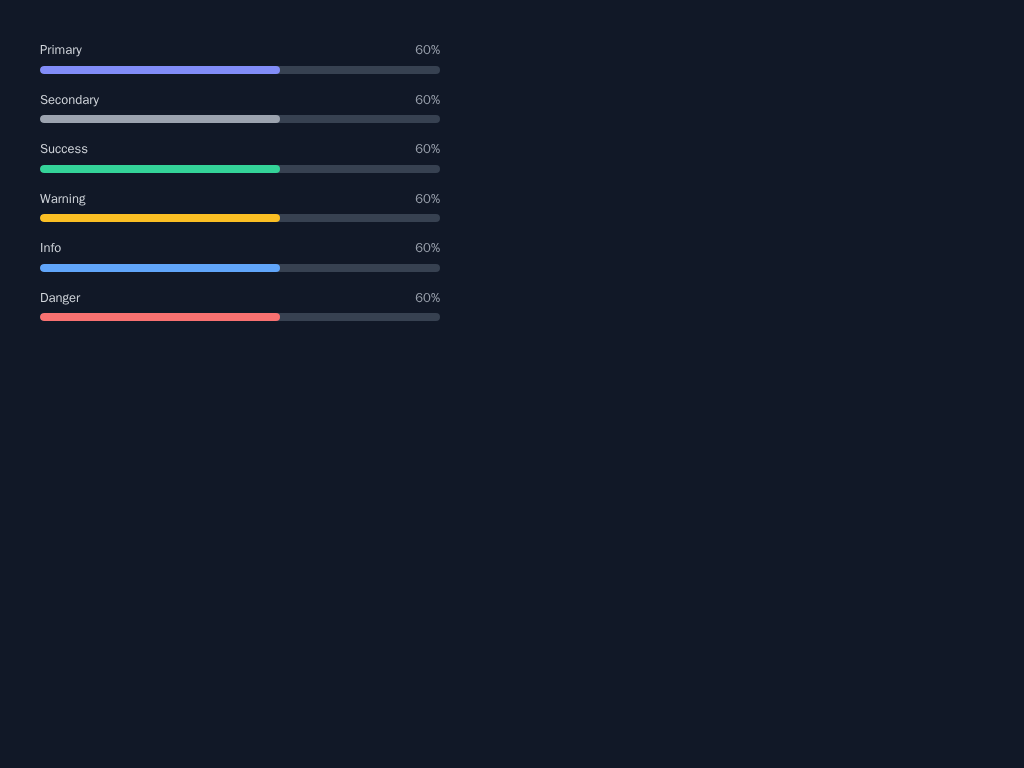 Primary 60%
Secondary 60%
Success 60%
Warning 60%
Info 60%
Danger 60%